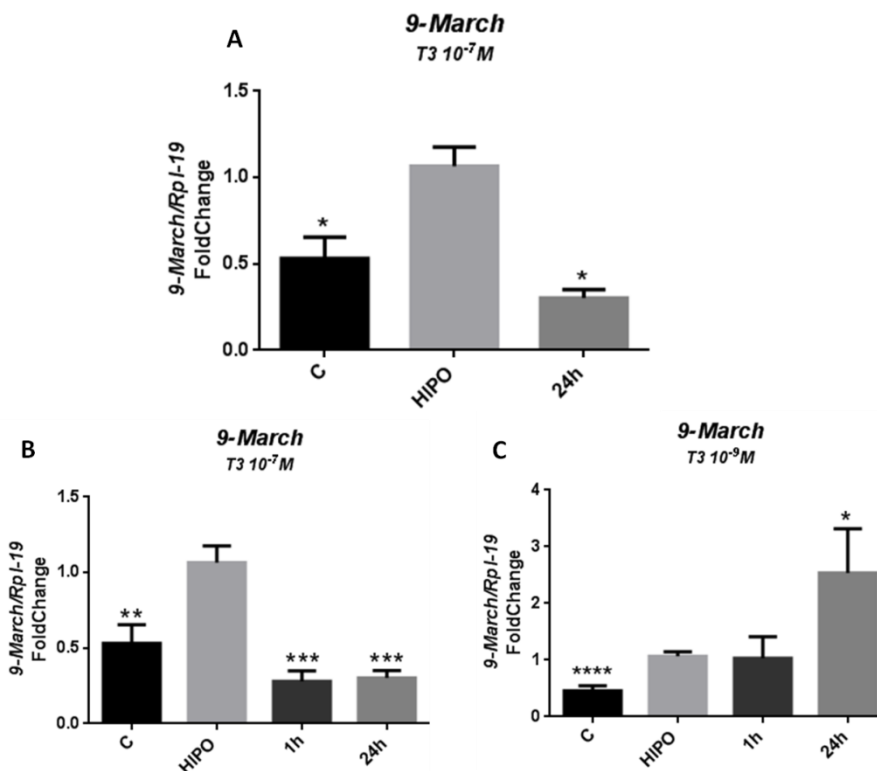 A
9-March
T3 10⁻⁷M
9-March/Rpl-19
FoldChange
1.5
1.0
0.5
0.0
*
*
C
HIPO
24h
B
9-March
T3 10⁻⁷M
9-March/Rpl-19
FoldChange
1.5
1.0
0.5
0.0
**
***
***
C
HIPO
1h
24h
C
9-March
T3 10⁻⁹M
9-March/Rpl-19
FoldChange
4
3
2
1
0
****
*
C
HIPO
1h
24h